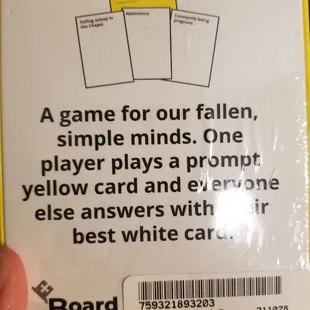 Falling asleep in the Chapel.
Abstinence.
Constantly being pregnant.
A game for our fallen,
simple minds. One
player plays a prompt
yellow card and everyone
else answers with their
best white card.
Board
759321893203
211028